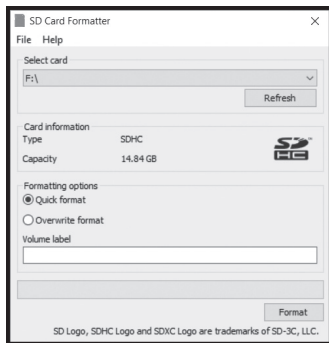 SD Card Formatter
File Help
Select card
F:\
Refresh
Card information
Type SDHC
SD
HC
Capacity 14.84 GB
Formatting options
Quick format
Overwrite format
Volume label
Format
SD Logo, SDHC Logo and SDXC Logo are trademarks of SD-3C, LLC.